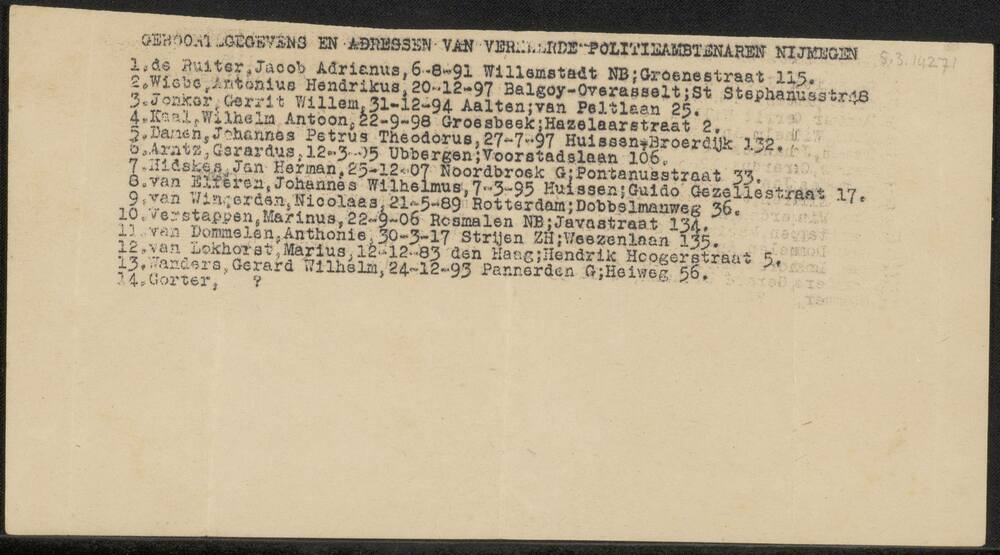 GEBOORTEGEGEVENS EN ADRESSEN VAN VERKEERDE POLITIEAMBTENAREN NIJMEGEN
5.3.14271
1.de Ruiter,Jacob Adrianus,6-8-91 Willemstadt NB;Groenestraat 115.
2.Wiebe,Antonius Hendrikus,20-12-97 Balgoy-Overasselt;St Stephanusstr48
3.Jonker,Gerrit Willem,31-12-94 Aalten;van Peltlaan 25.
4.Kaal,Wilhelm Antoon,22-9-98 Groesbeek;Hazelaarstraat 2.
5.Danen,Johannes Petrus Theodorus,27-7-97 Huissen;Broerdijk 132.
6.Arntz,Gerardus,12-3-95 Ubbergen;Voorstadslaan 106.
7.Hidskes,Jan Herman,25-12-07 Noordbroek G;Pontanusstraat 33.
8.van Elferen,Johannes Wilhelmus,7-3-95 Huissen;Guido Gezellestraat 17.
9.van Wingerden,Nicolaas,21-5-89 Rotterdam;Dobbelmanweg 36.
10.Verstappen,Marinus,22-9-06 Rosmalen NB;Javastraat 134.
11.van Dommelen,Anthonie,30-3-17 Strijen ZH;Weezenlaan 135.
12.van Lokhorst,Marius,12-12-83 den Haag;Hendrik Hoogerstraat 5.
13.Wanders,Gerard Wilhelm,24-12-93 Pannerden G;Heiweg 56.
14.Gorter, ?